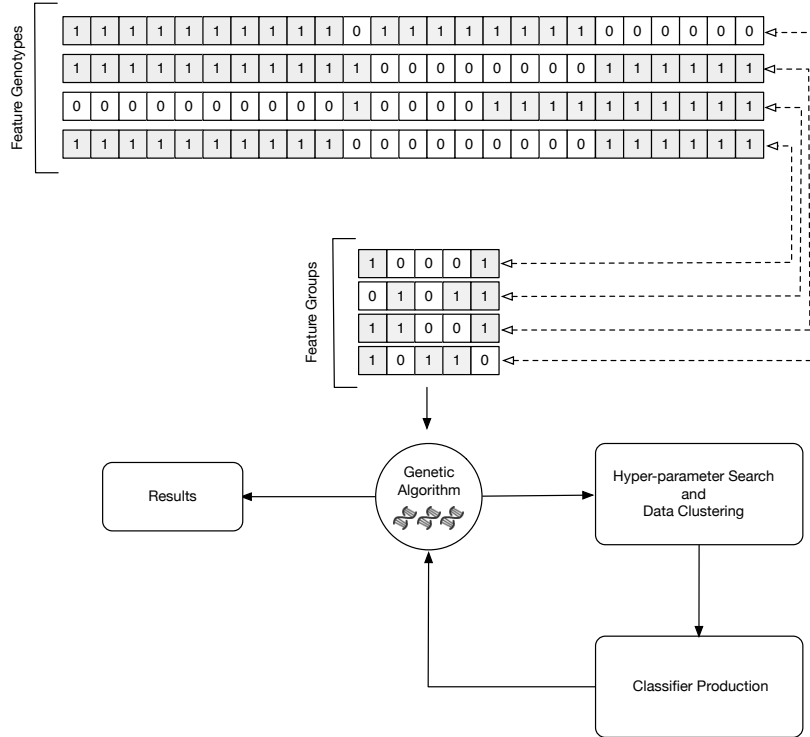 Feature Genotypes
1 1 1 1 1 1 1 1 1 1 0 1 1 1 1 1 1 1 1 0 0 0 0 0 0
1 1 1 1 1 1 1 1 1 1 1 0 0 0 0 0 0 0 0 1 1 1 1 1 1
0 0 0 0 0 0 0 0 0 0 1 0 0 0 0 1 1 1 1 1 1 1 1 1 1
1 1 1 1 1 1 1 1 1 1 0 0 0 0 0 0 0 0 0 1 1 1 1 1 1
Feature Groups
1 0 0 0 1
0 1 0 1 1
1 1 0 0 1
1 0 1 1 0
Genetic
Algorithm
Results
Hyper-parameter Search
and
Data Clustering
Classifier Production